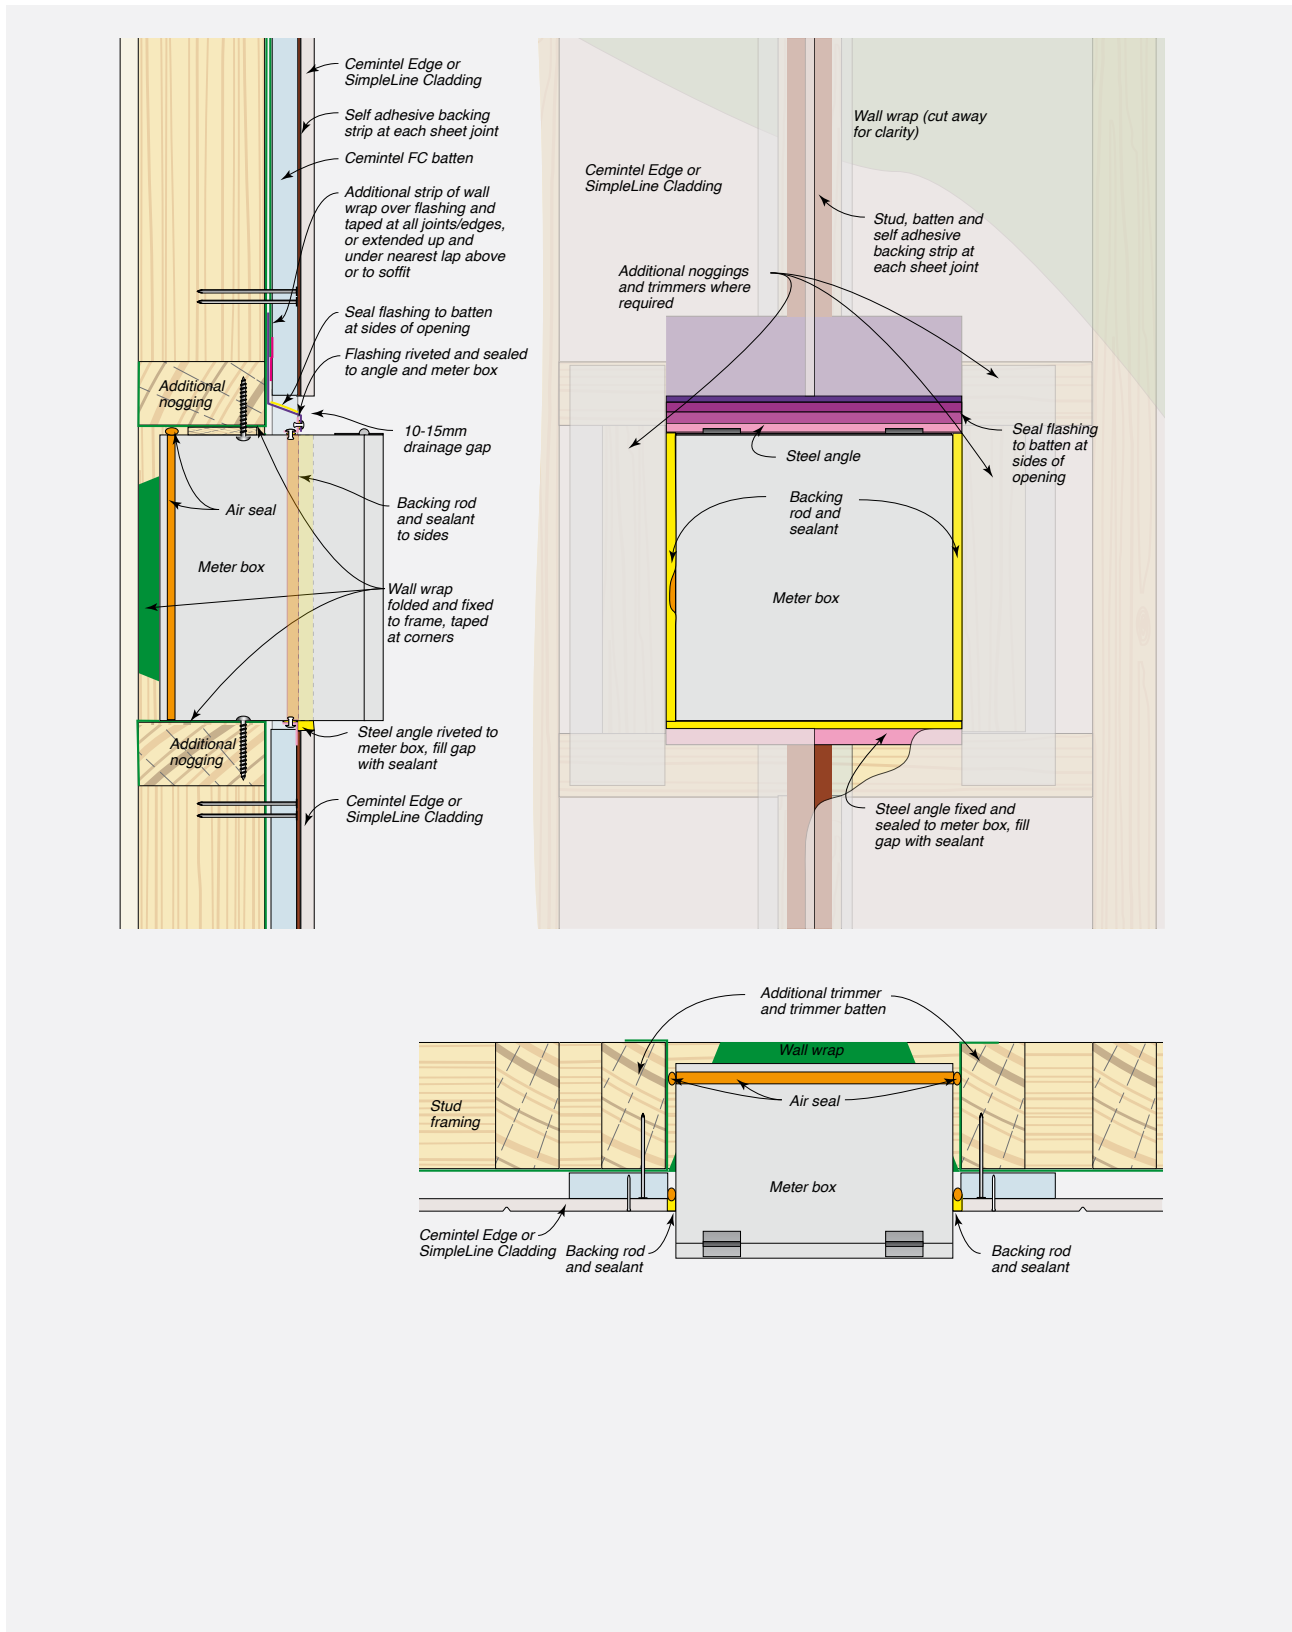 Cemintel Edge or
SimpleLine Cladding
Self adhesive backing
strip at each sheet joint
Cemintel FC batten
Additional strip of wall
wrap over flashing and
taped at all joints/edges,
or extended up and
under nearest lap above
or to soffit
Seal flashing to batten
at sides of opening
Flashing riveted and sealed
to angle and meter box
Additional
nogging
10-15mm
drainage gap
Air seal
Backing rod
and sealant
to sides
Meter box
Wall wrap
folded and fixed
to frame, taped
at corners
Additional
nogging
Steel angle riveted to
meter box, fill gap
with sealant
Cemintel Edge or
SimpleLine Cladding
Wall wrap (cut away
for clarity)
Cemintel Edge or
SimpleLine Cladding
Stud, batten and
self adhesive
backing strip at
each sheet joint
Additional noggings
and trimmers where
required
Seal flashing
to batten at
sides of
opening
Steel angle
Backing
rod and
sealant
Meter box
Steel angle fixed and
sealed to meter box, fill
gap with sealant
Additional trimmer
and trimmer batten
Wall wrap
Air seal
Stud
framing
Meter box
Cemintel Edge or
SimpleLine Cladding
Backing rod
and sealant
Backing rod
and sealant